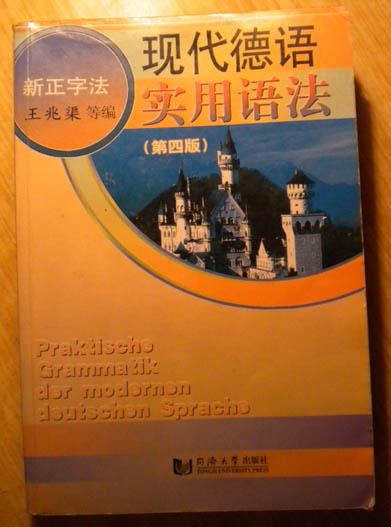 现代德语
实用语法
新正字法
王兆渠 等编
(第四版)
Praktische
Grammatik
der modernen
deutschen Sprache
同济大学出版社
TONGJI UNIVERSITY PRESS